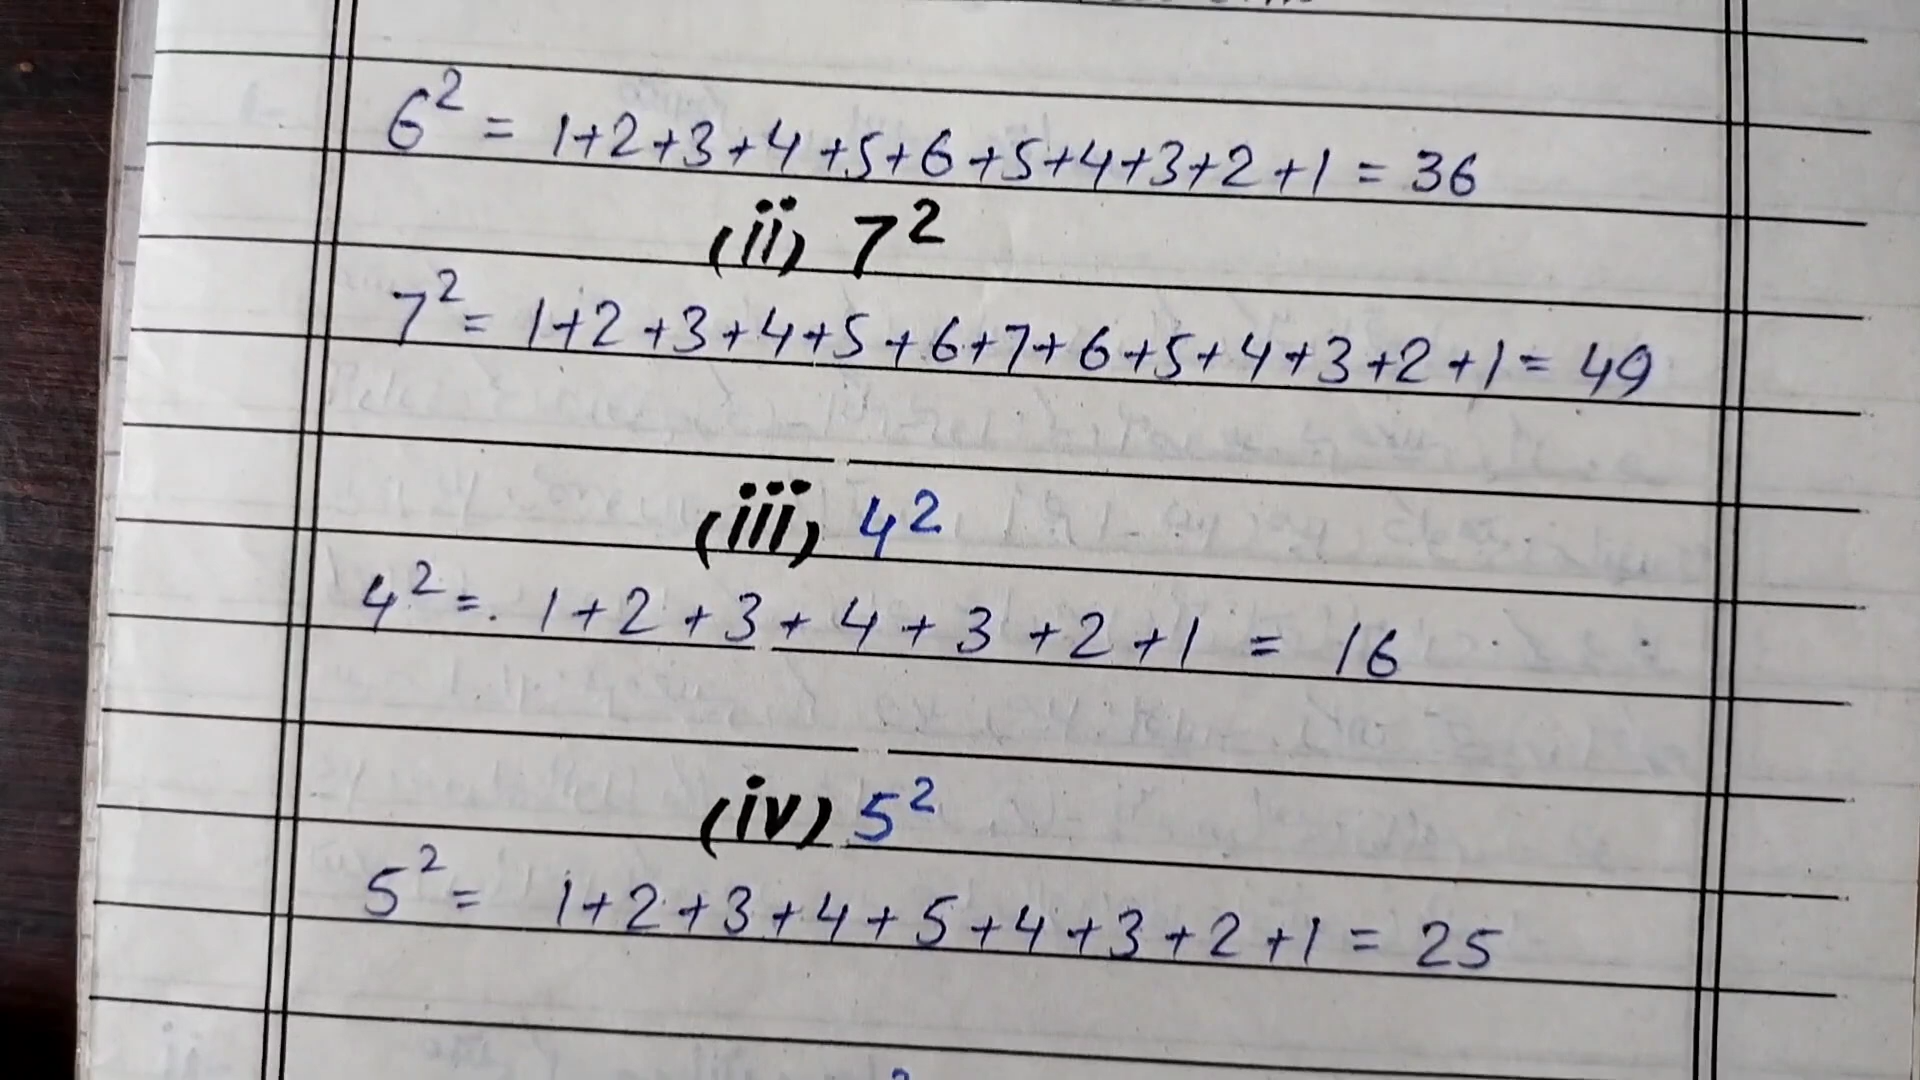 6² = 1+2+3+4+5+6+5+4+3+2+1 = 36
(ii) 7²
7² = 1+2+3+4+5+6+7+6+5+4+3+2+1 = 49
(iii) 4²
4² =. 1+2+3+4+3+2+1 = 16
(iv) 5²
5² = 1+2+3+4+5+4+3+2+1 = 25